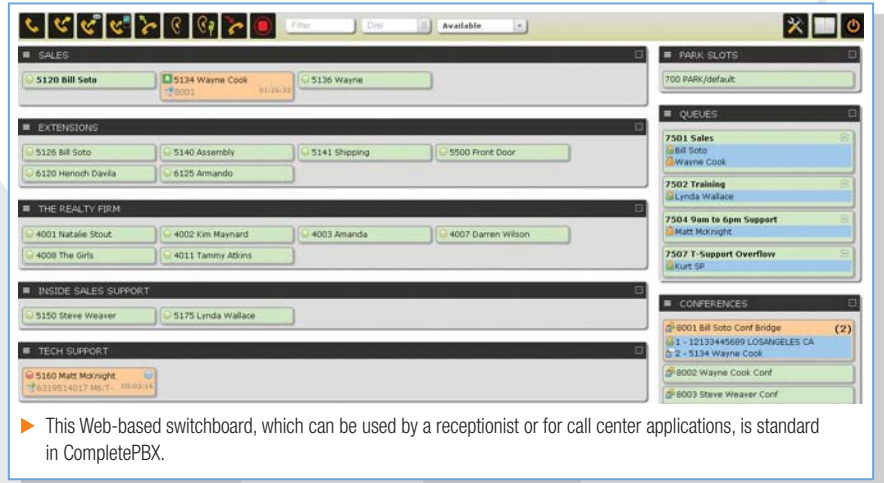 Filter
Dial
Available
SALES
5120 Bill Soto
5134 Wayne Cook
8001
01:26:32
5136 Wayne
EXTENSIONS
5126 Bill Soto
5140 Assembly
5141 Shipping
5500 Front Door
6120 Henoch Davila
6125 Armando
THE REALTY FIRM
4001 Natalie Stout
4002 Kim Maynard
4003 Amanda
4007 Darren Wilson
4008 The Girls
4011 Tammy Atkins
INSIDE SALES SUPPORT
5150 Steve Weaver
5175 Lynda Wallace
TECH SUPPORT
5160 Matt McKnight
00:02:16
PARK SLOTS
700 PARK/default
QUEUES
7501 Sales
Bill Soto
Wayne Cook
7502 Training
Lynda Wallace
7504 9am to 6pm Support
Matt McKnight
7507 T-Support Overflow
Kurt SP
CONFERENCES
8001 Bill Soto Conf Bridge (2)
1 - 12133445689 LOSANGELES CA
2 - 5134 Wayne Cook
8002 Wayne Cook Conf
8003 Steve Weaver Conf
This Web-based switchboard, which can be used by a receptionist or for call center applications, is standard
in CompletePBX.